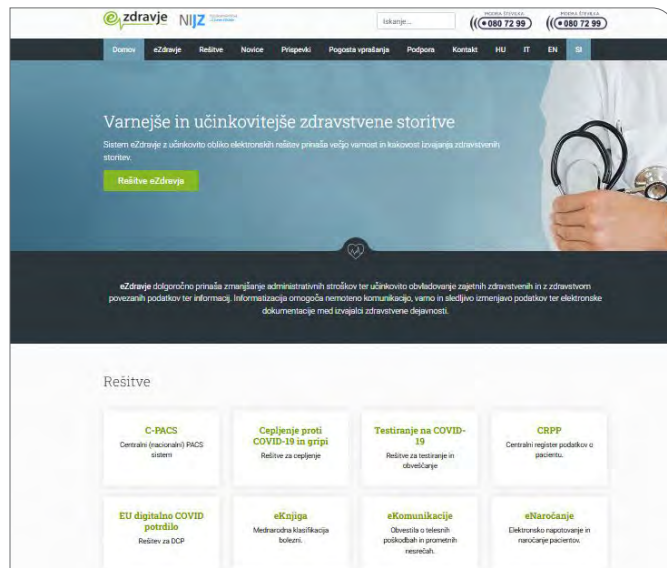 zdravje NIJZ
Iskanje...
MODRA ŠTEVILKA
080 72 99
MODRA ŠTEVILKA
080 72 99
Domov eZdravje Rešitve Novice Prispevki Pogosta vprašanja Podpora Kontakt HU IT EN SI
Varnejše in učinkovitejše zdravstvene storitve
Sistem eZdravje z učinkovito obliko elektronskih rešitev prinaša večjo varnost in kakovost izvajanja zdravstvenih
storitev.
Rešitve eZdravja
eZdravje dolgoročno prinaša zmanjšanje administrativnih stroškov ter učinkovito obvladovanje zajetnih zdravstvenih in z zdravstvom
povezanih podatkov ter informacij. Informatizacija omogoča nemoteno komunikacijo, varno in sledljivo izmenjavo podatkov ter elektronske
dokumentacije med izvajalci zdravstvene dejavnosti.
Rešitve
C-PACS
Centralni (nacionalni) PACS
sistem
Cepljenje proti
COVID-19 in gripi
Rešitve za cepljenje
Testiranje na COVID-
19
Rešitve za testiranje in
obveščanje
CRPP
Centralni register podatkov o
pacientu.
EU digitalno COVID
potrdilo
Rešitev za DCP
eKnjiga
Mednarodna klasifikacija
bolezni.
eKomunikacije
Obvestila o telesnih
poškodbah in prometnih
nesrečah.
eNaročanje
Elektronsko napotovanje in
naročanje pacientov.